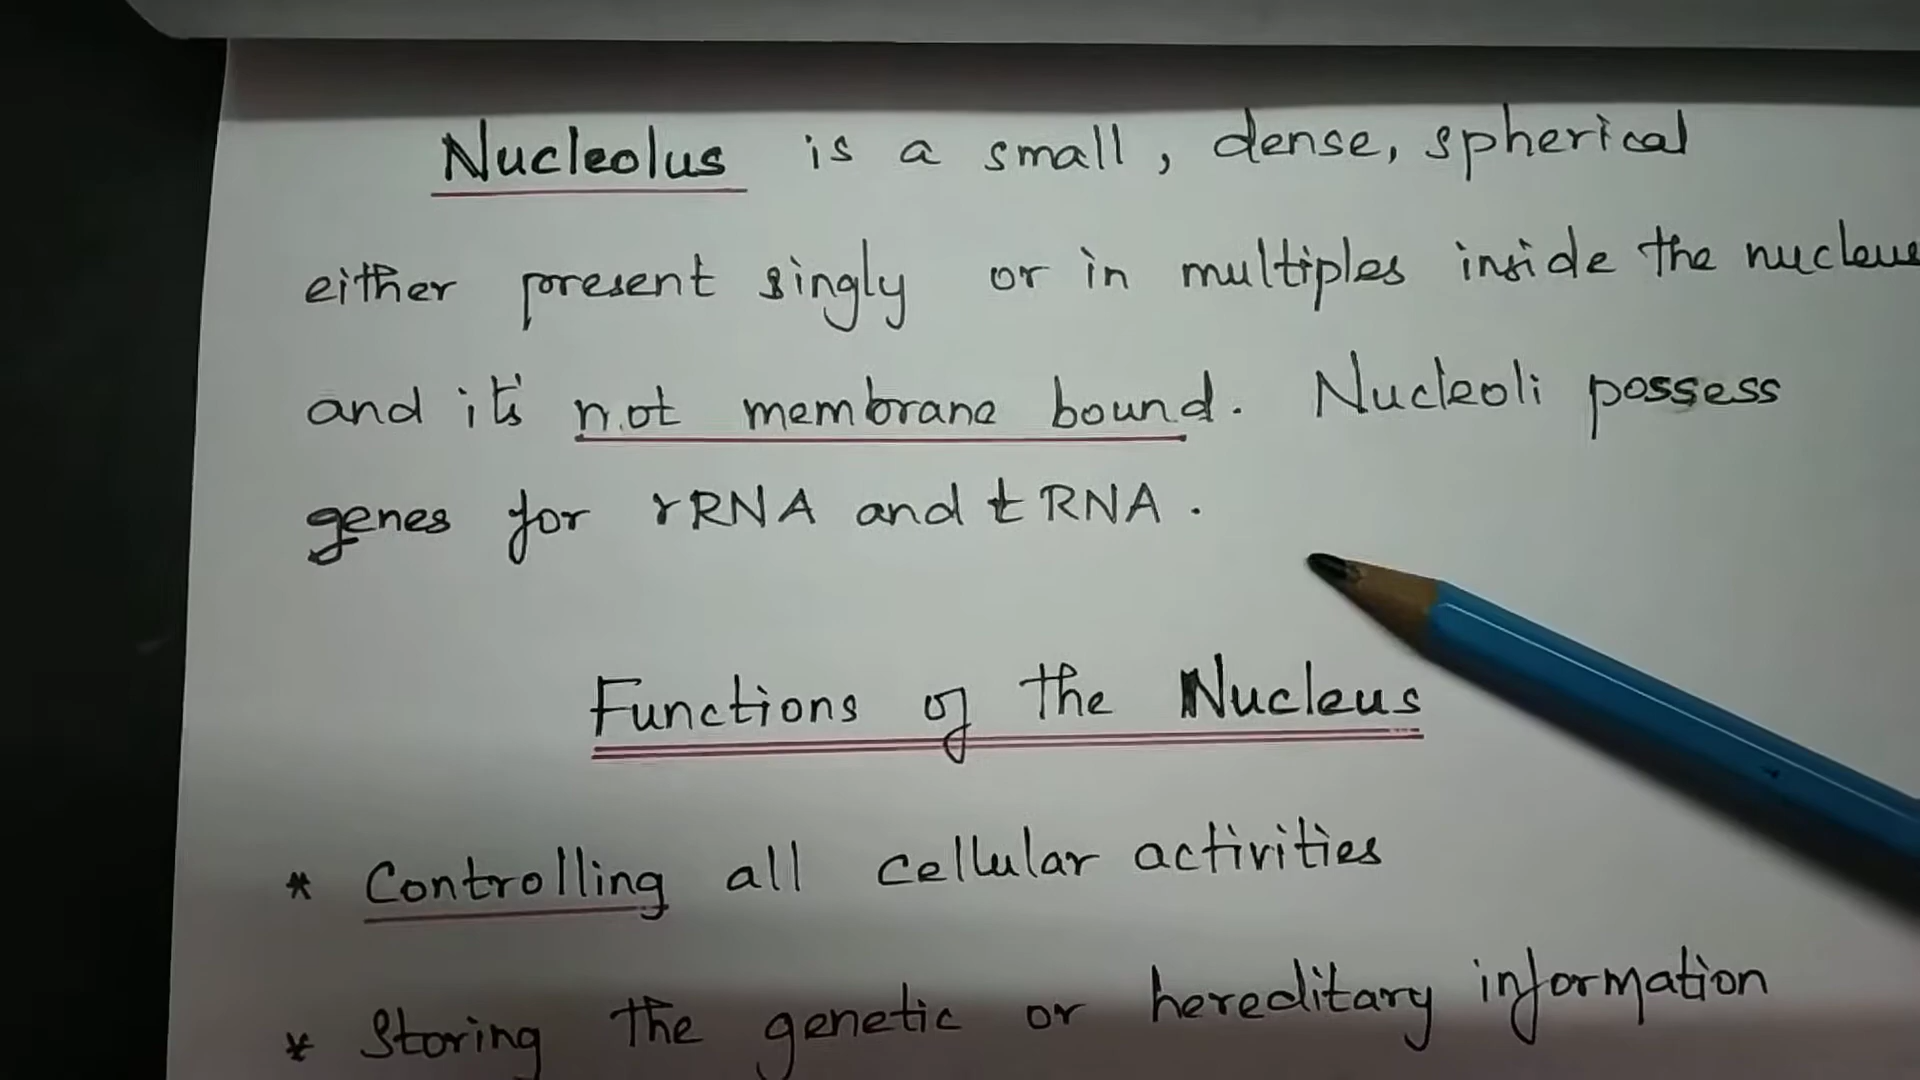 Nucleolus is a small, dense, spherical
either present singly or in multiples inside the nucleus
and it's not membrane bound. Nucleoli possess
genes for rRNA and tRNA.
Functions of the Nucleus
* Controlling all cellular activities
* Storing the genetic or hereditary information